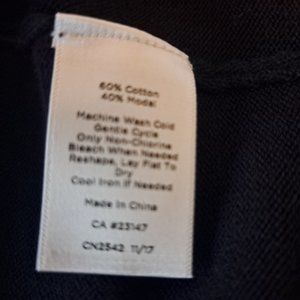 60% Cotton
40% Modal
Machine Wash Cold
Gentle Cycle
Only Non-Chlorine
Bleach When Needed
Reshape, Lay Flat To
Dry
Cool Iron If Needed
Made In China
CA #23147
CN2542 11/17